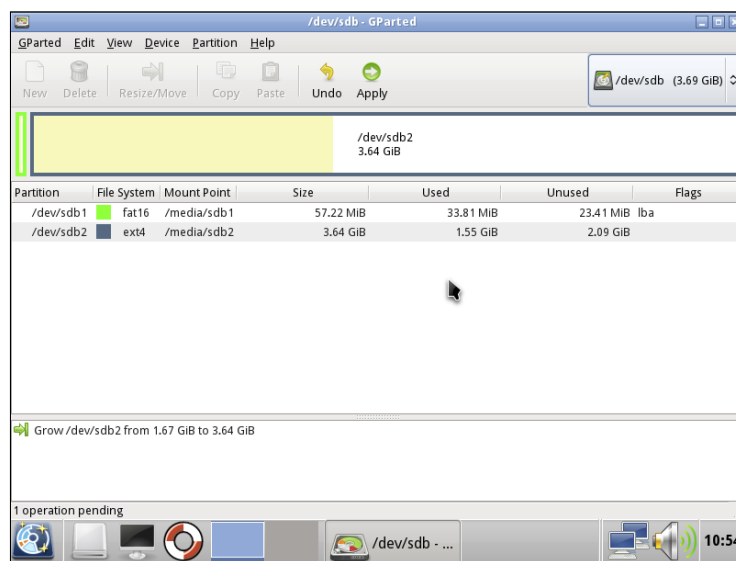 /dev/sdb - GParted
GParted Edit View Device Partition Help
New Delete Resize/Move Copy Paste Undo Apply /dev/sdb (3.69 GiB)
/dev/sdb2
3.64 GiB
Partition File System Mount Point Size Used Unused Flags
/dev/sdb1 fat16 /media/sdb1 57.22 MiB 33.81 MiB 23.41 MiB lba
/dev/sdb2 ext4 /media/sdb2 3.64 GiB 1.55 GiB 2.09 GiB
Grow /dev/sdb2 from 1.67 GiB to 3.64 GiB
1 operation pending
/dev/sdb - ... 10:54